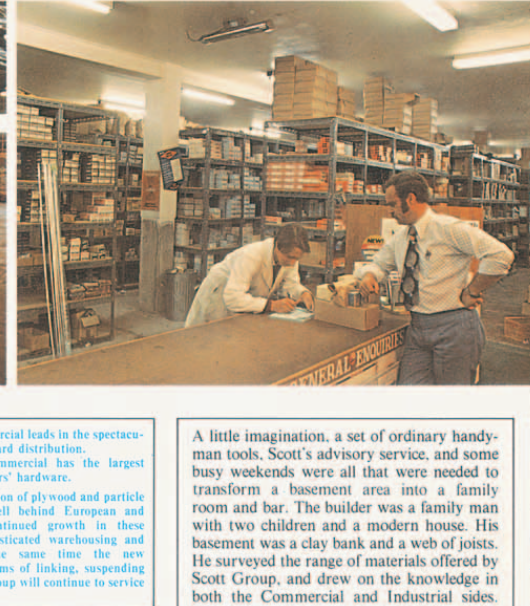 NEW
GENERAL ENQUIRIES
rcial leads in the spectacu-
rd distribution.
mmercial has the largest
rs' hardware.
on of plywood and particle
ll behind European and
tinued growth in these
sticated warehousing and
e same time the new
ms of linking, suspending
oup will continue to service
A little imagination, a set of ordinary handy-
man tools, Scott's advisory service, and some
busy weekends were all that were needed to
transform a basement area into a family
room and bar. The builder was a family man
with two children and a modern house. His
basement was a clay bank and a web of joists.
He surveyed the range of materials offered by
Scott Group, and drew on the knowledge in
both the Commercial and Industrial sides.